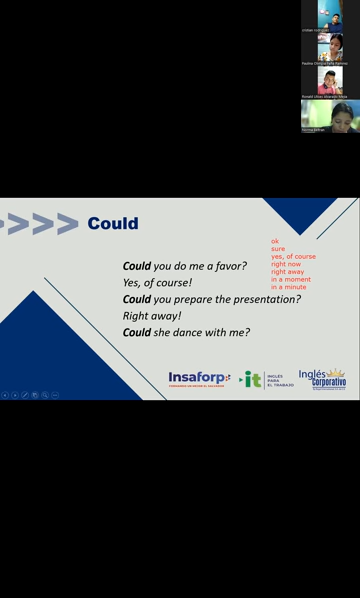 Could
ok
sure
yes, of course
right now
right away
in a moment
in a minute
Could you do me a favor?
Yes, of course!
Could you prepare the presentation?
Right away!
Could she dance with me?
Insaforp
it
INGLÉS
PARA
EL TRABAJO
Inglés
Corporativo